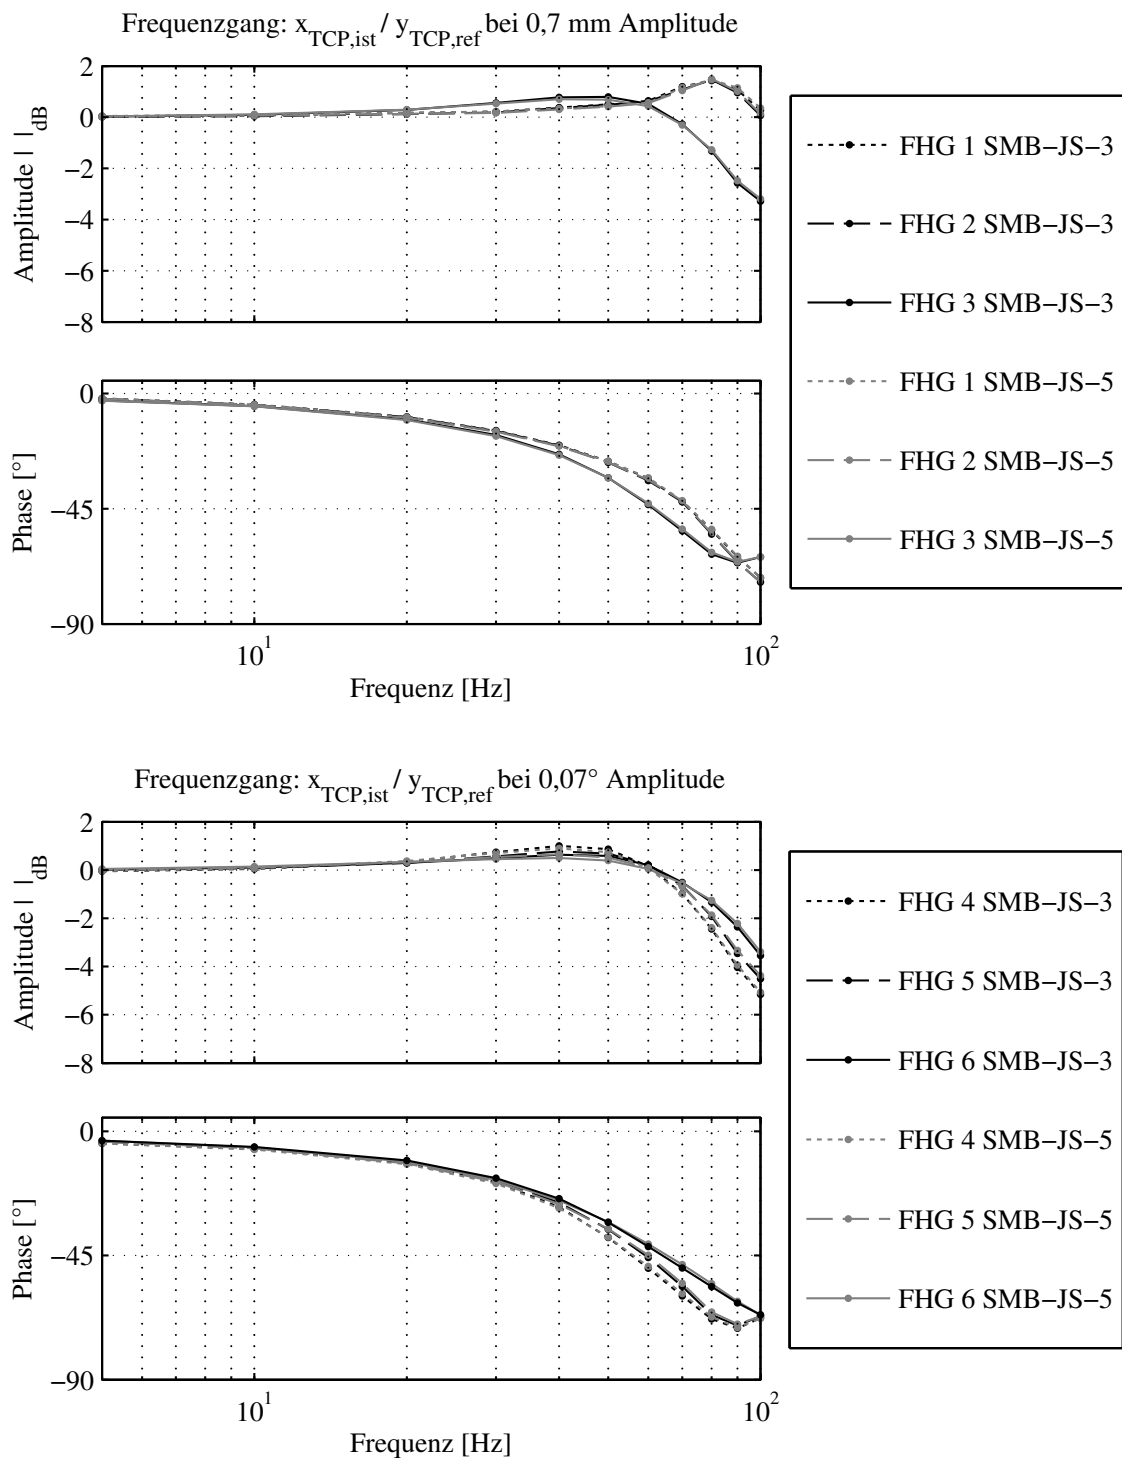 Frequenzgang: x_TCP,ist / y_TCP,ref bei 0,7 mm Amplitude
Amplitude | |_dB
2
0
−2
−4
−6
−8
Phase [°]
0
−45
−90
10^1
10^2
Frequenz [Hz]
FHG 1 SMB−JS−3
FHG 2 SMB−JS−3
FHG 3 SMB−JS−3
FHG 1 SMB−JS−5
FHG 2 SMB−JS−5
FHG 3 SMB−JS−5
Frequenzgang: x_TCP,ist / y_TCP,ref bei 0,07° Amplitude
Amplitude | |_dB
2
0
−2
−4
−6
−8
Phase [°]
0
−45
−90
10^1
10^2
Frequenz [Hz]
FHG 4 SMB−JS−3
FHG 5 SMB−JS−3
FHG 6 SMB−JS−3
FHG 4 SMB−JS−5
FHG 5 SMB−JS−5
FHG 6 SMB−JS−5